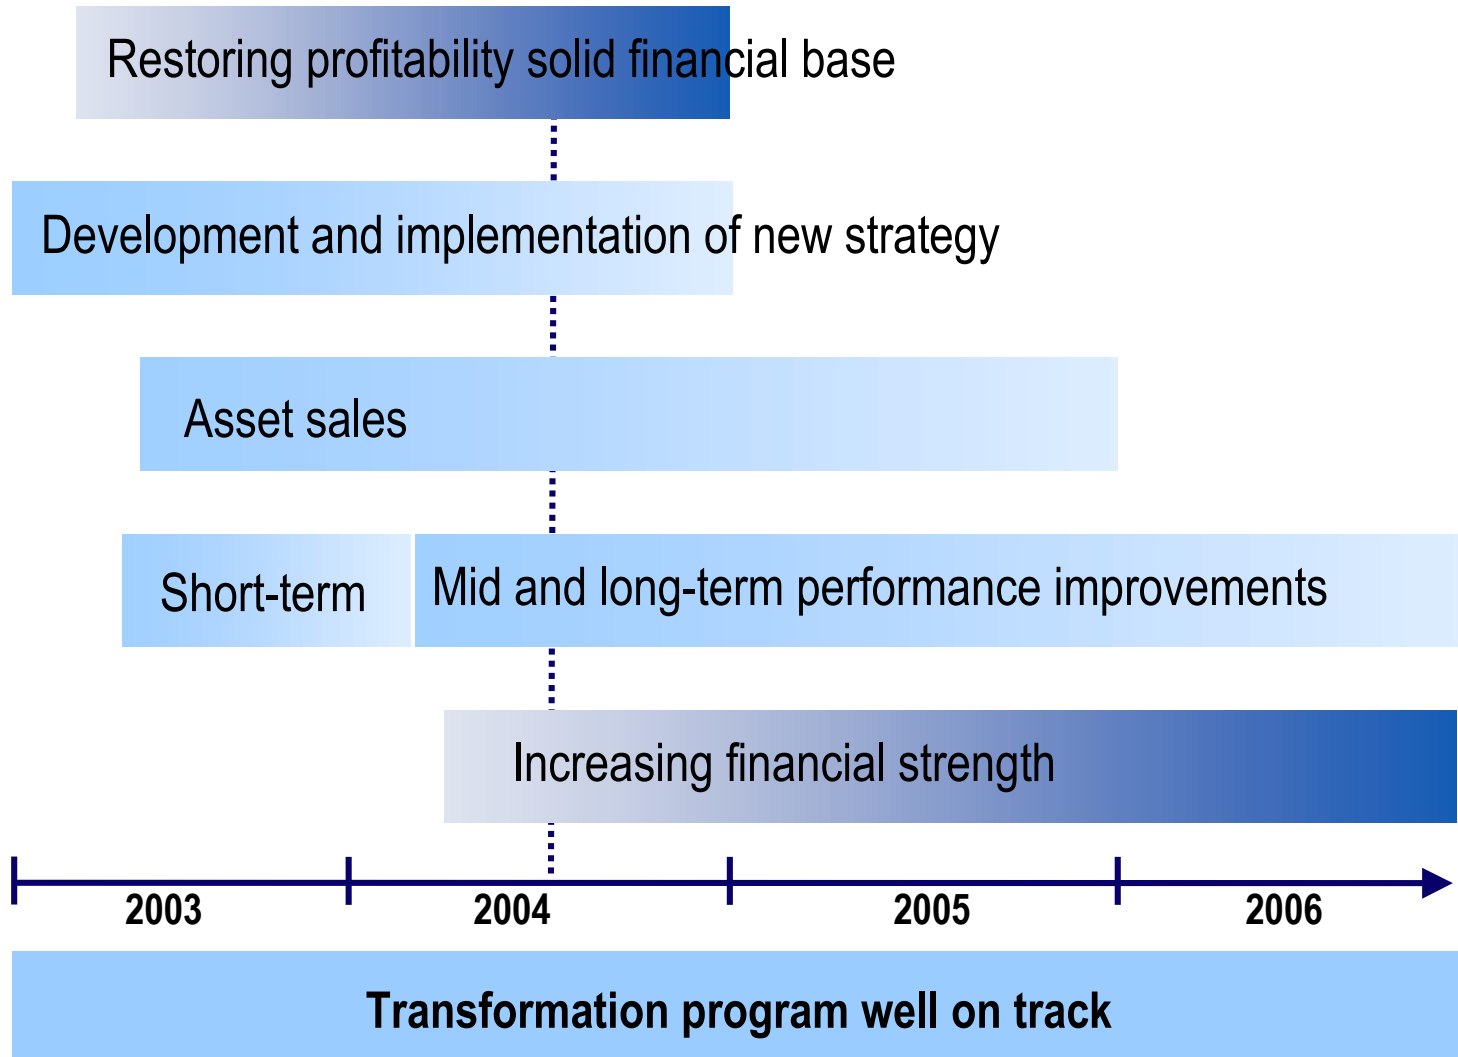 Restoring profitability solid financial base
Development and implementation of new strategy
Asset sales
Short-term
Mid and long-term performance improvements
Increasing financial strength
2003
2004
2005
2006
Transformation program well on track